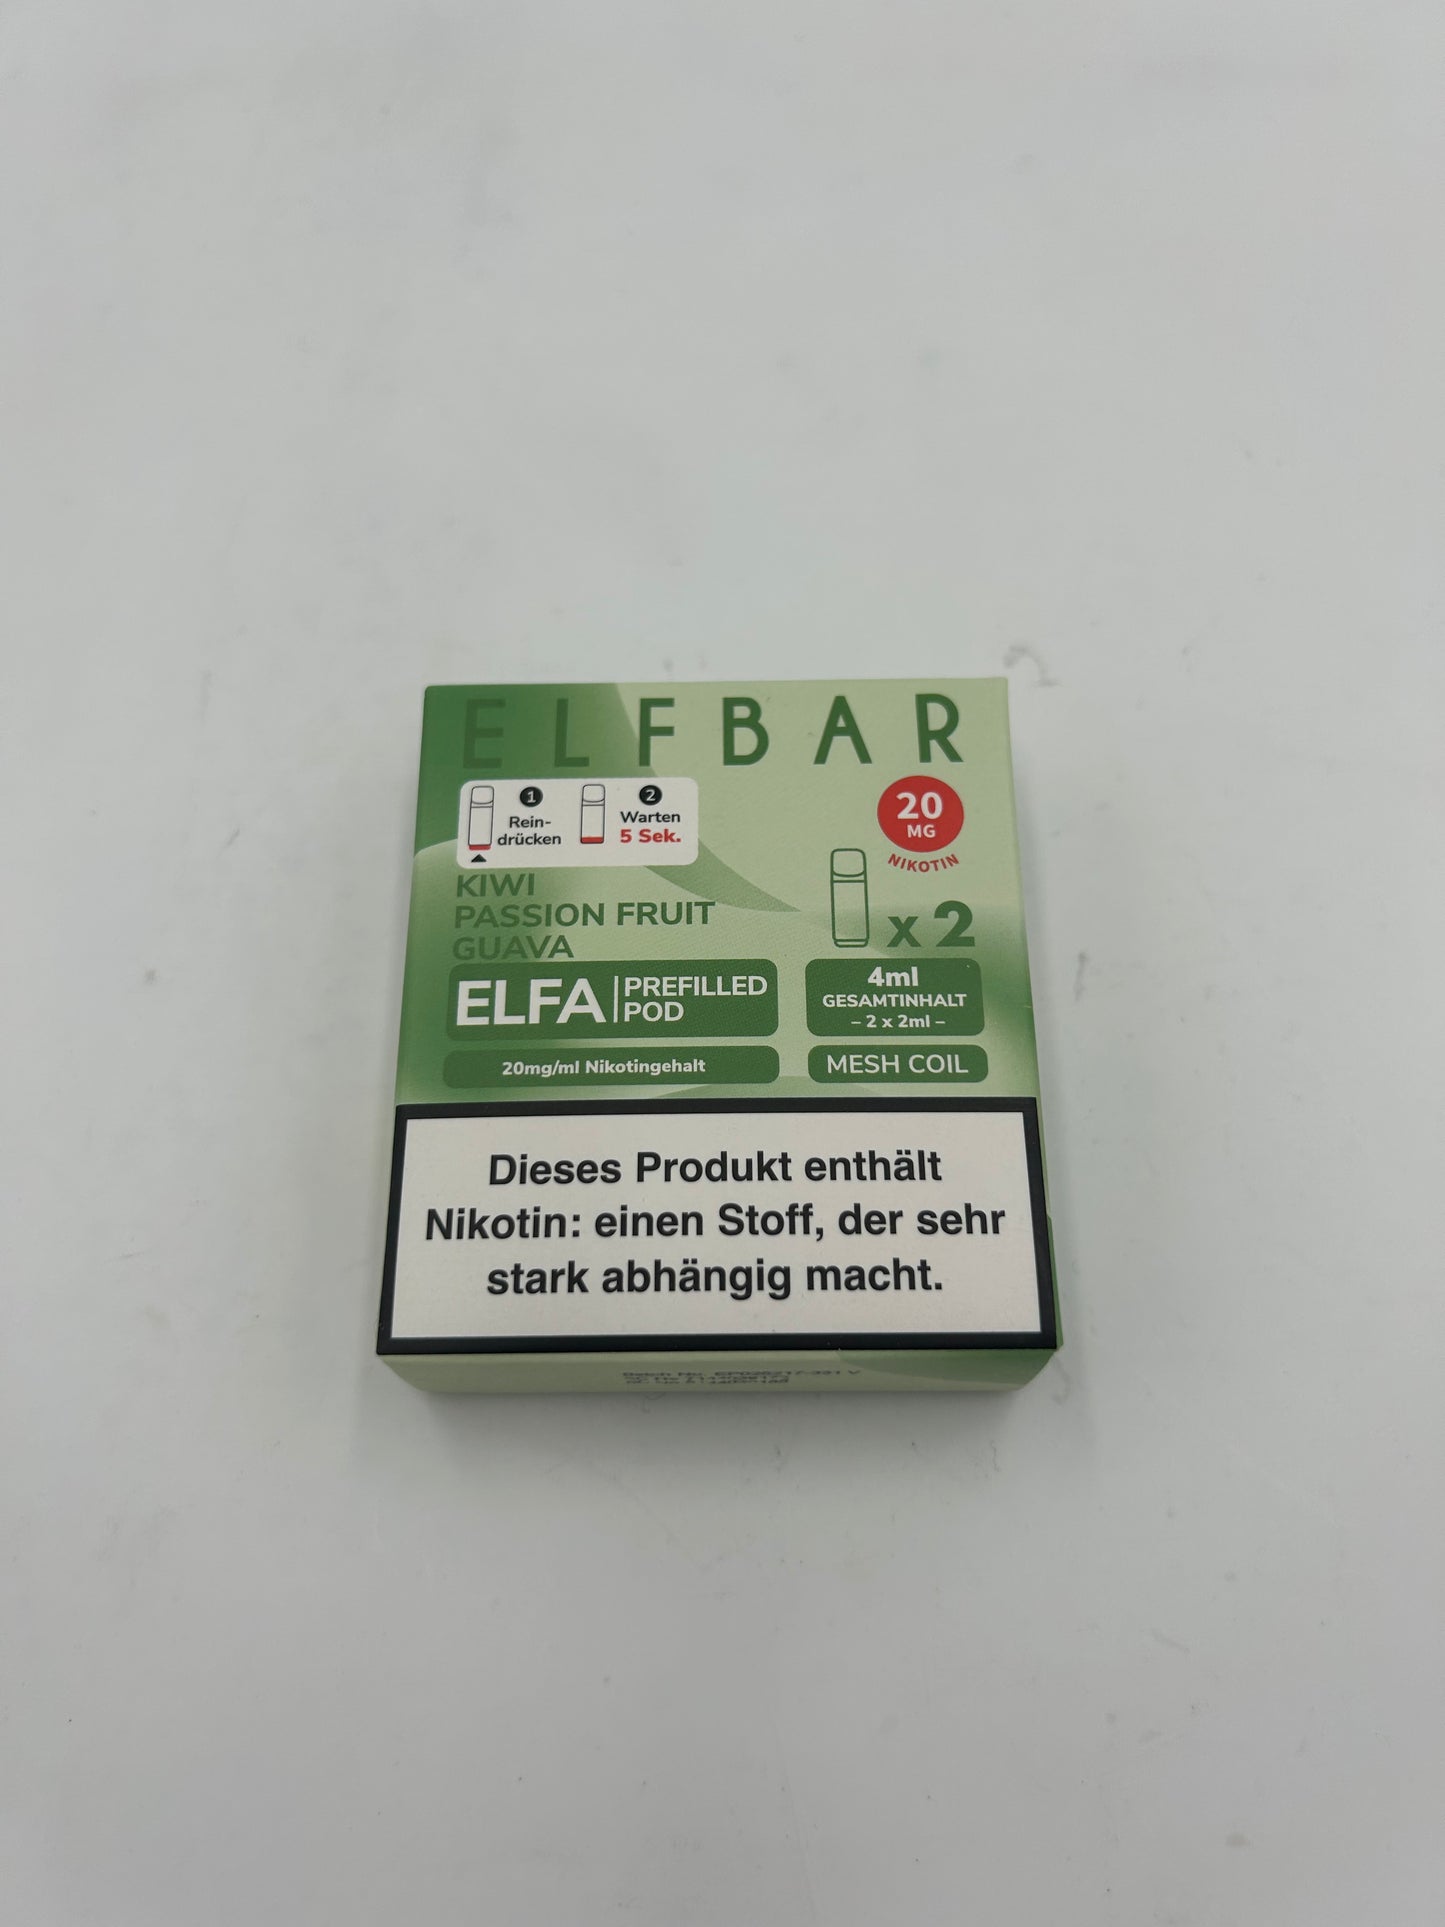 ELFBAR
1
Rein-
drücken
2
Warten
5 Sek.
20
MG
NIKOTIN
KIWI
PASSION FRUIT
GUAVA
x 2
ELFA
PREFILLED
POD
4ml
GESAMTINHALT
– 2 x 2ml –
20mg/ml Nikotingehalt
MESH COIL
Dieses Produkt enthält
Nikotin: einen Stoff, der sehr
stark abhängig macht.
Batch No.